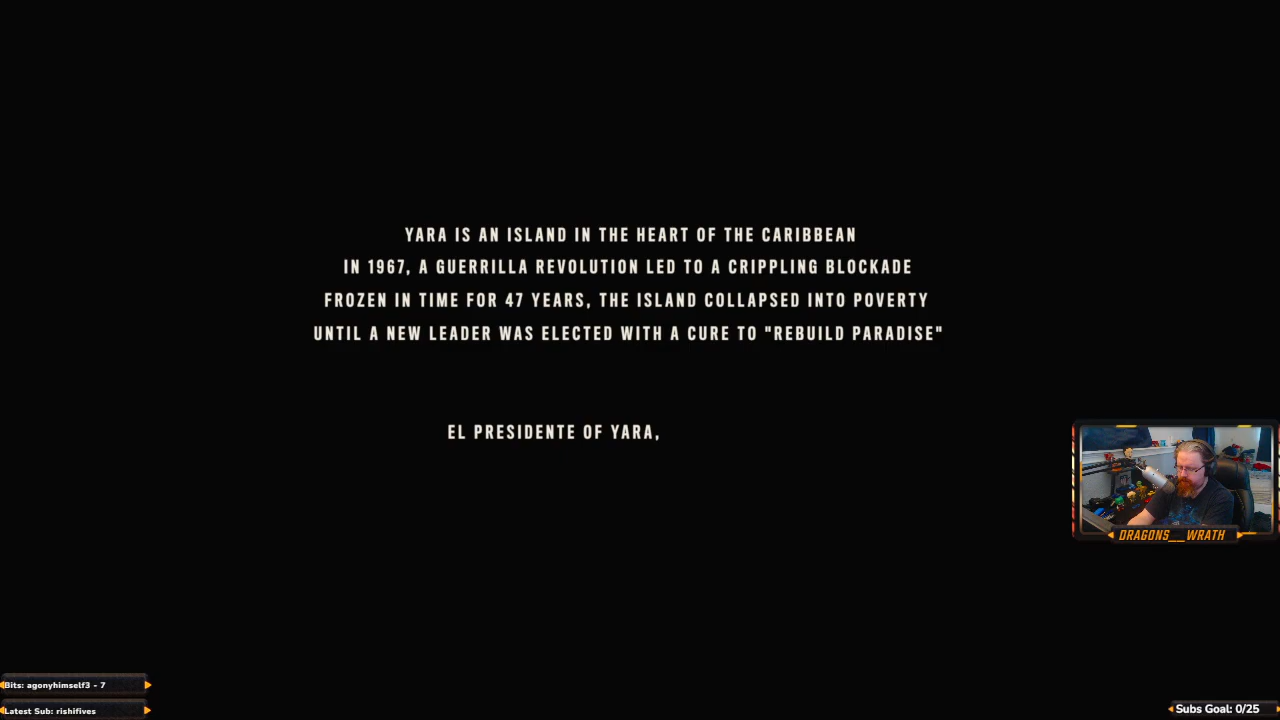 YARA IS AN ISLAND IN THE HEART OF THE CARIBBEAN
IN 1967, A GUERRILLA REVOLUTION LED TO A CRIPPLING BLOCKADE
FROZEN IN TIME FOR 47 YEARS, THE ISLAND COLLAPSED INTO POVERTY
UNTIL A NEW LEADER WAS ELECTED WITH A CURE TO "REBUILD PARADISE"
EL PRESIDENTE OF YARA,
DRAGONS__WRATH
Bits: agonyhimself3 - 7
Latest Sub: rishifives
Subs Goal: 0/25